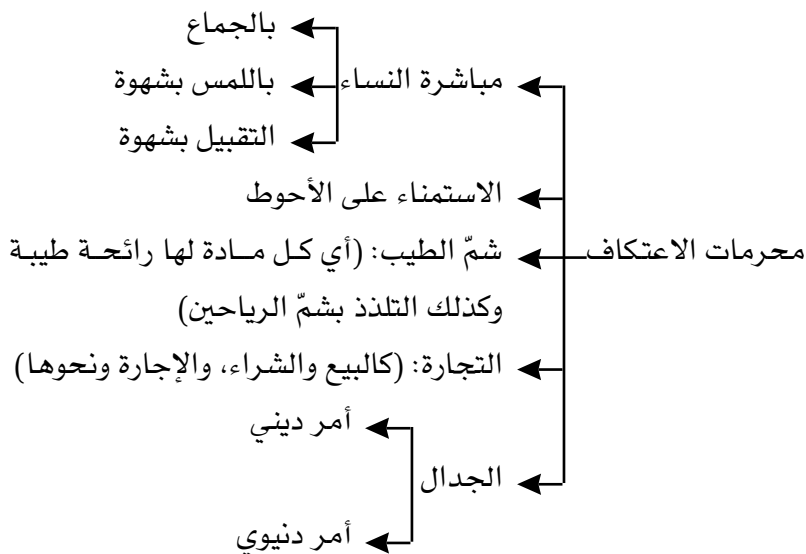 بالجماع
مباشرة النساء
باللمس بشهوة
التقبيل بشهوة
الاستمناء على الأحوط
محرمات الاعتكاف
شمّ الطيب: (أي كل مادة لها رائحة طيبة
وكذلك التلذذ بشمّ الرياحين)
التجارة: (كالبيع والشراء، والإجارة ونحوها)
أمر ديني
الجدال
أمر دنيوي